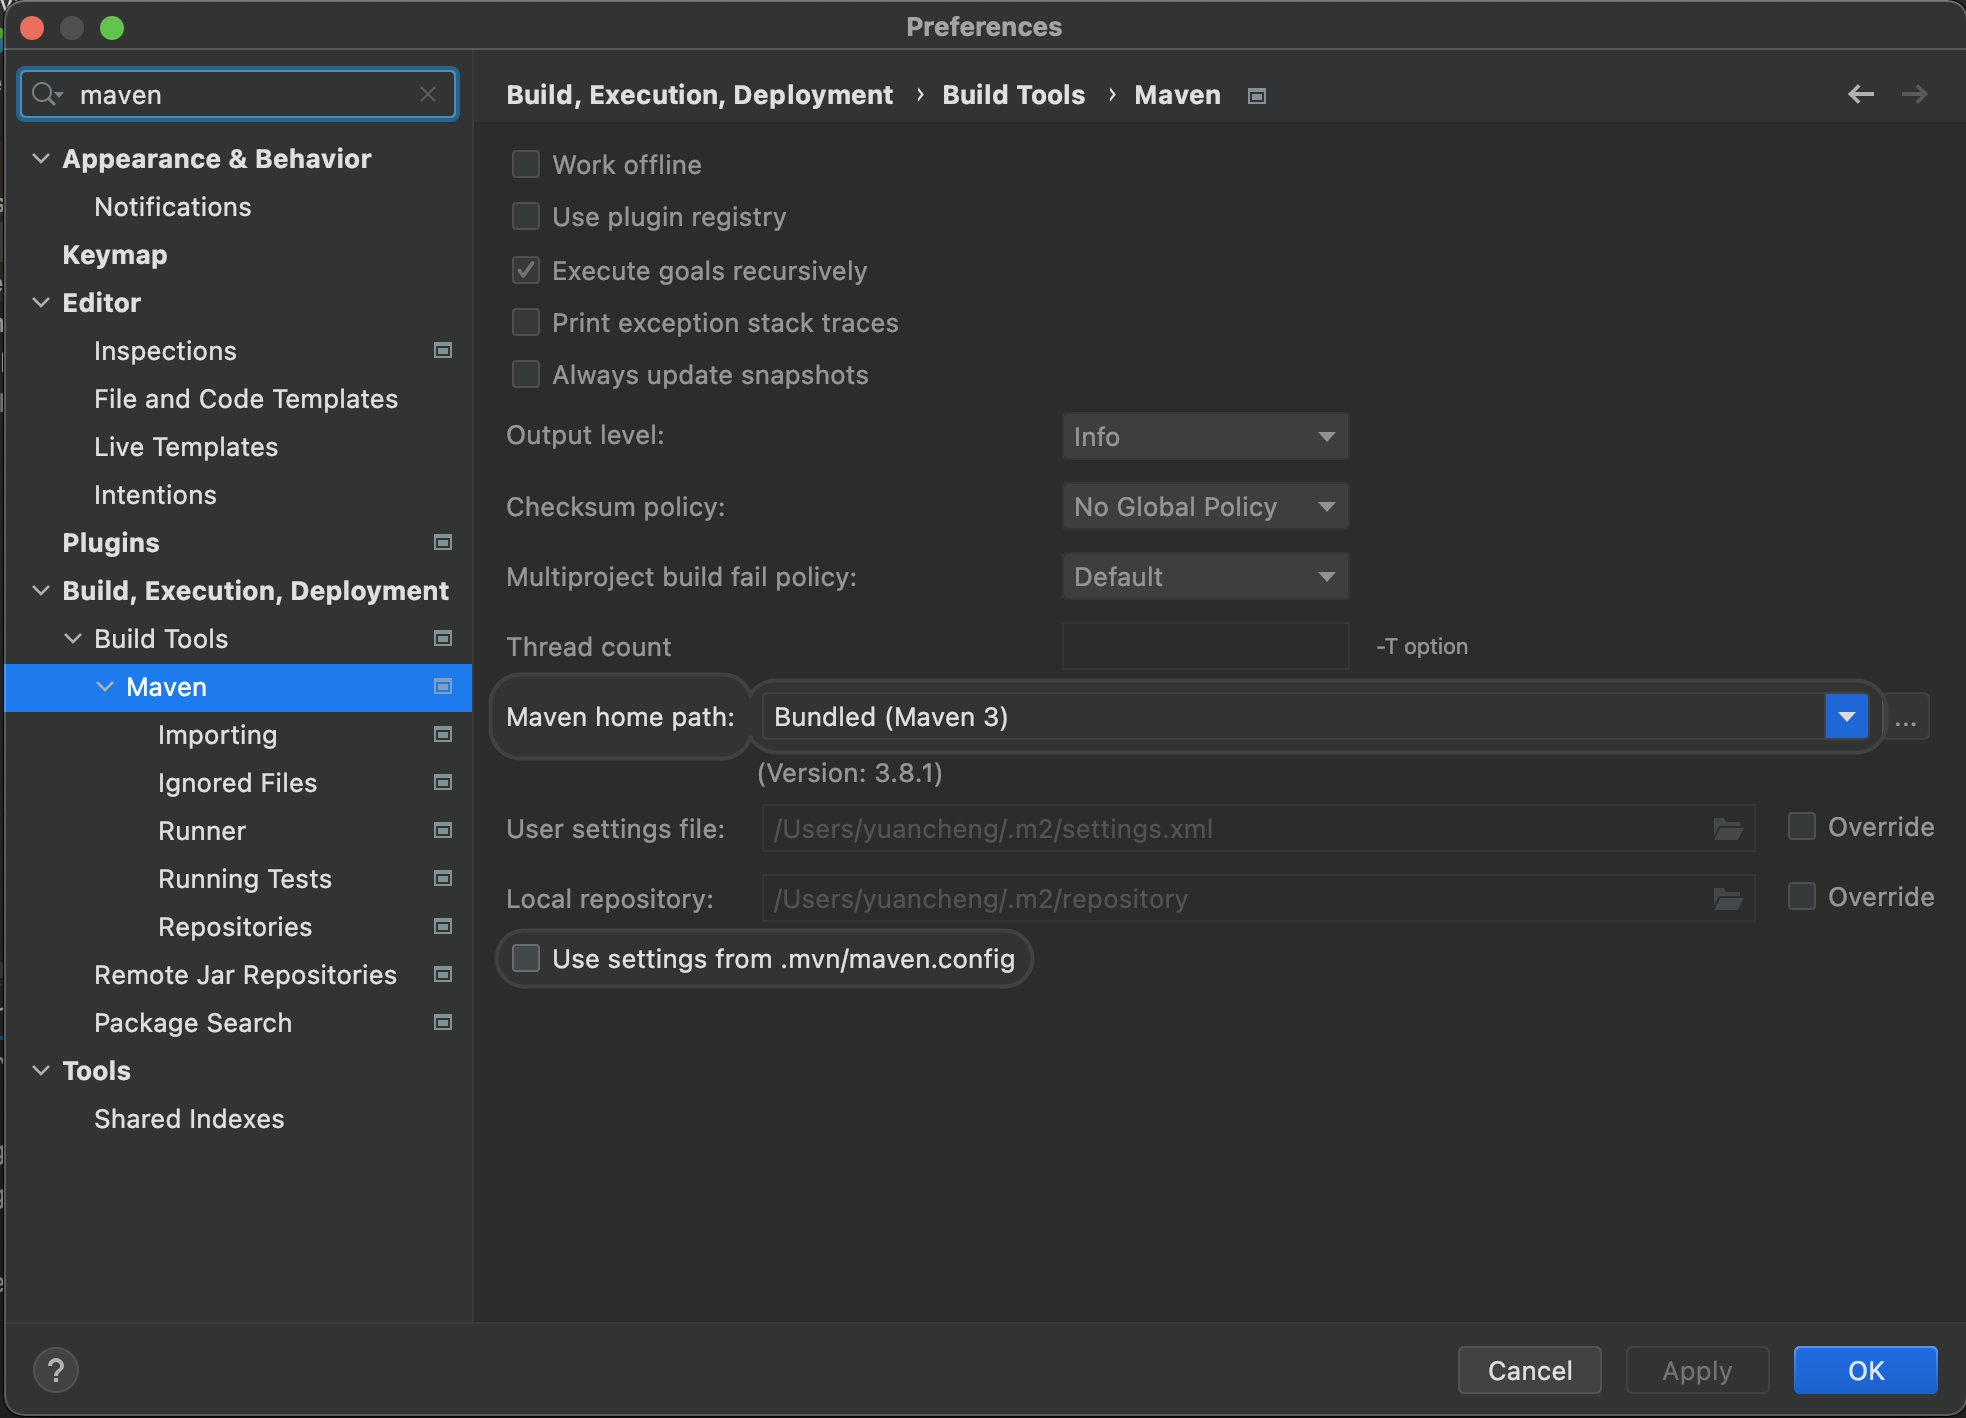 Preferences
maven
Build, Execution, Deployment › Build Tools › Maven
Appearance & Behavior
Notifications
Keymap
Editor
Inspections
File and Code Templates
Live Templates
Intentions
Plugins
Build, Execution, Deployment
Build Tools
Maven
Importing
Ignored Files
Runner
Running Tests
Repositories
Remote Jar Repositories
Package Search
Tools
Shared Indexes
Work offline
Use plugin registry
Execute goals recursively
Print exception stack traces
Always update snapshots
Output level: Info
Checksum policy: No Global Policy
Multiproject build fail policy: Default
Thread count -T option
Maven home path: Bundled (Maven 3) ...
(Version: 3.8.1)
User settings file: /Users/yuancheng/.m2/settings.xml Override
Local repository: /Users/yuancheng/.m2/repository Override
Use settings from .mvn/maven.config
? Cancel Apply OK